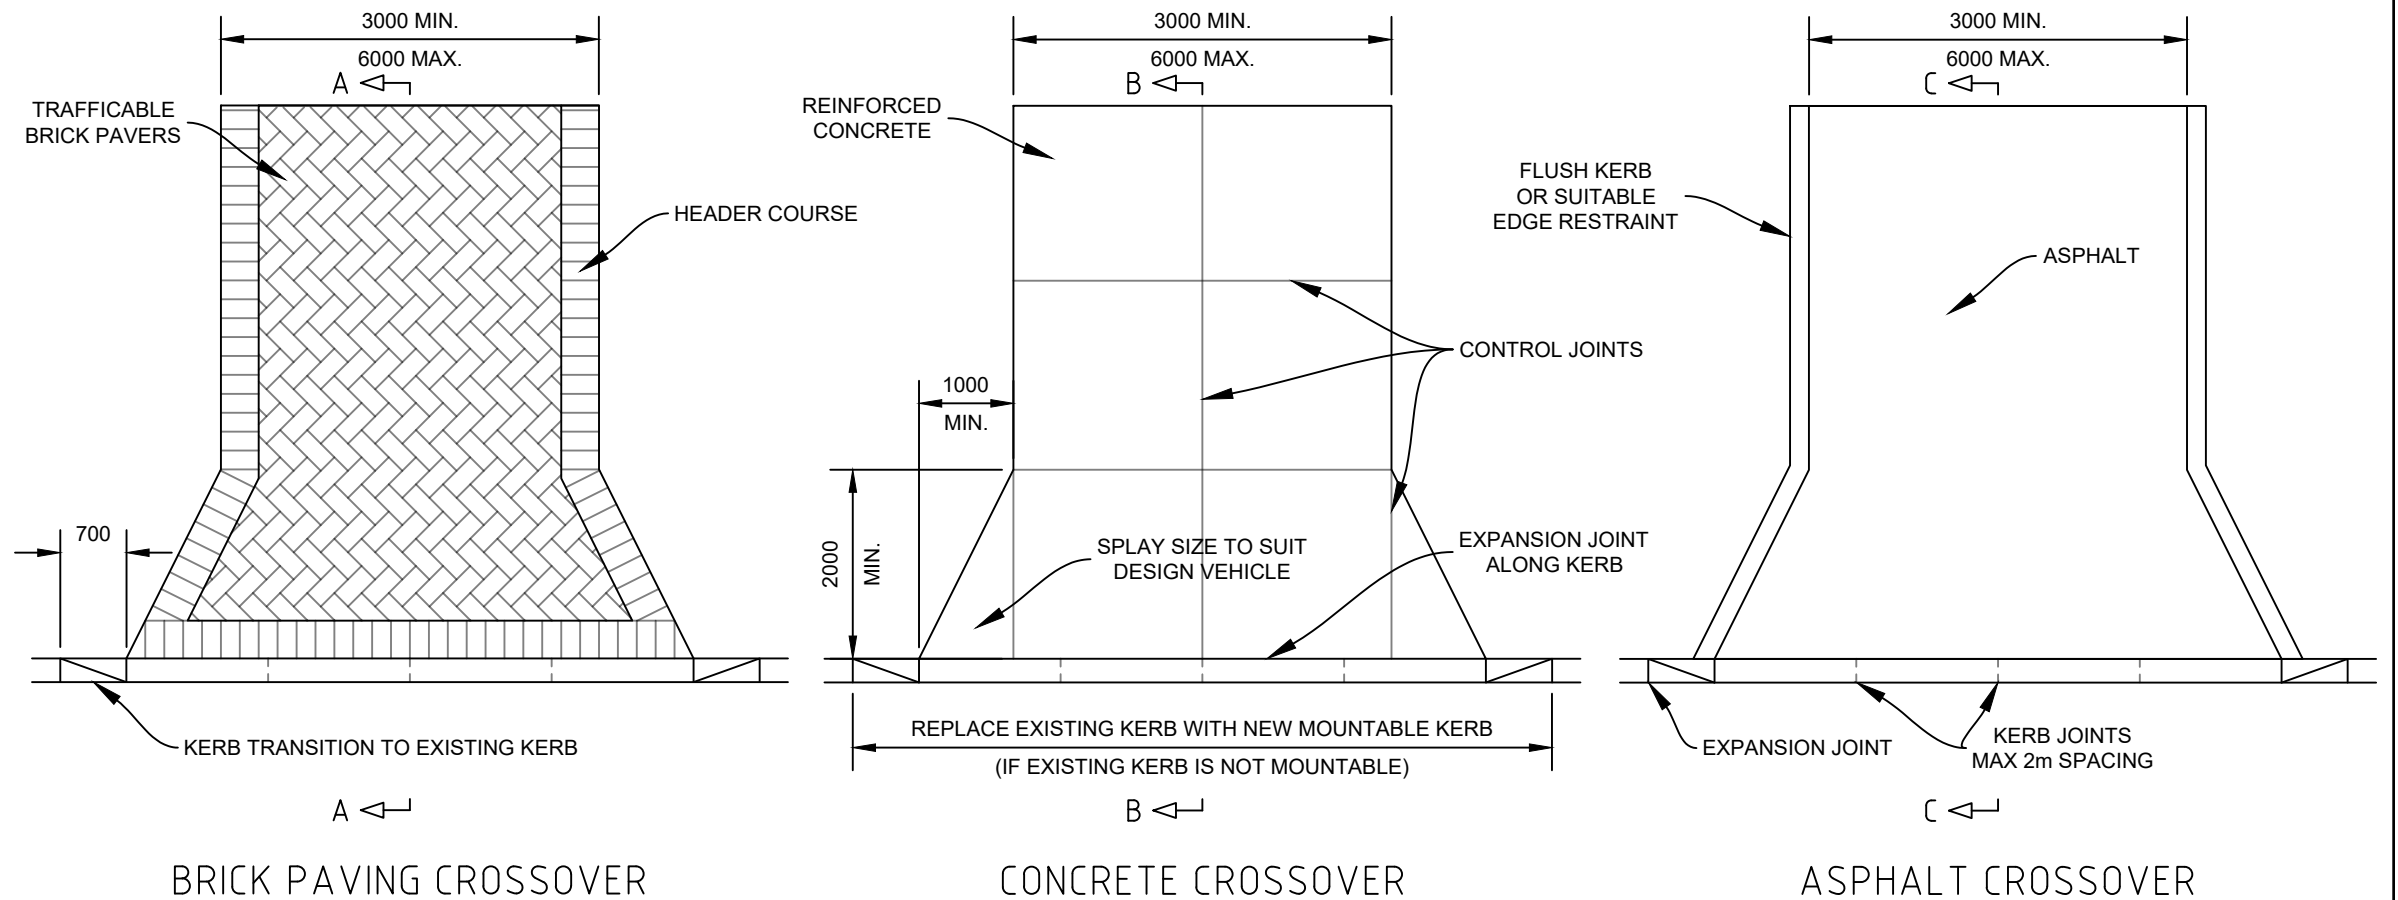 3000 MIN.
6000 MAX.
A
TRAFFICABLE
BRICK PAVERS
HEADER COURSE
700
KERB TRANSITION TO EXISTING KERB
A
BRICK PAVING CROSSOVER
3000 MIN.
6000 MAX.
B
REINFORCED
CONCRETE
CONTROL JOINTS
1000
MIN.
2000
MIN.
SPLAY SIZE TO SUIT
DESIGN VEHICLE
EXPANSION JOINT
ALONG KERB
REPLACE EXISTING KERB WITH NEW MOUNTABLE KERB
(IF EXISTING KERB IS NOT MOUNTABLE)
B
CONCRETE CROSSOVER
3000 MIN.
6000 MAX.
C
FLUSH KERB
OR SUITABLE
EDGE RESTRAINT
ASPHALT
EXPANSION JOINT
KERB JOINTS
MAX 2m SPACING
C
ASPHALT CROSSOVER